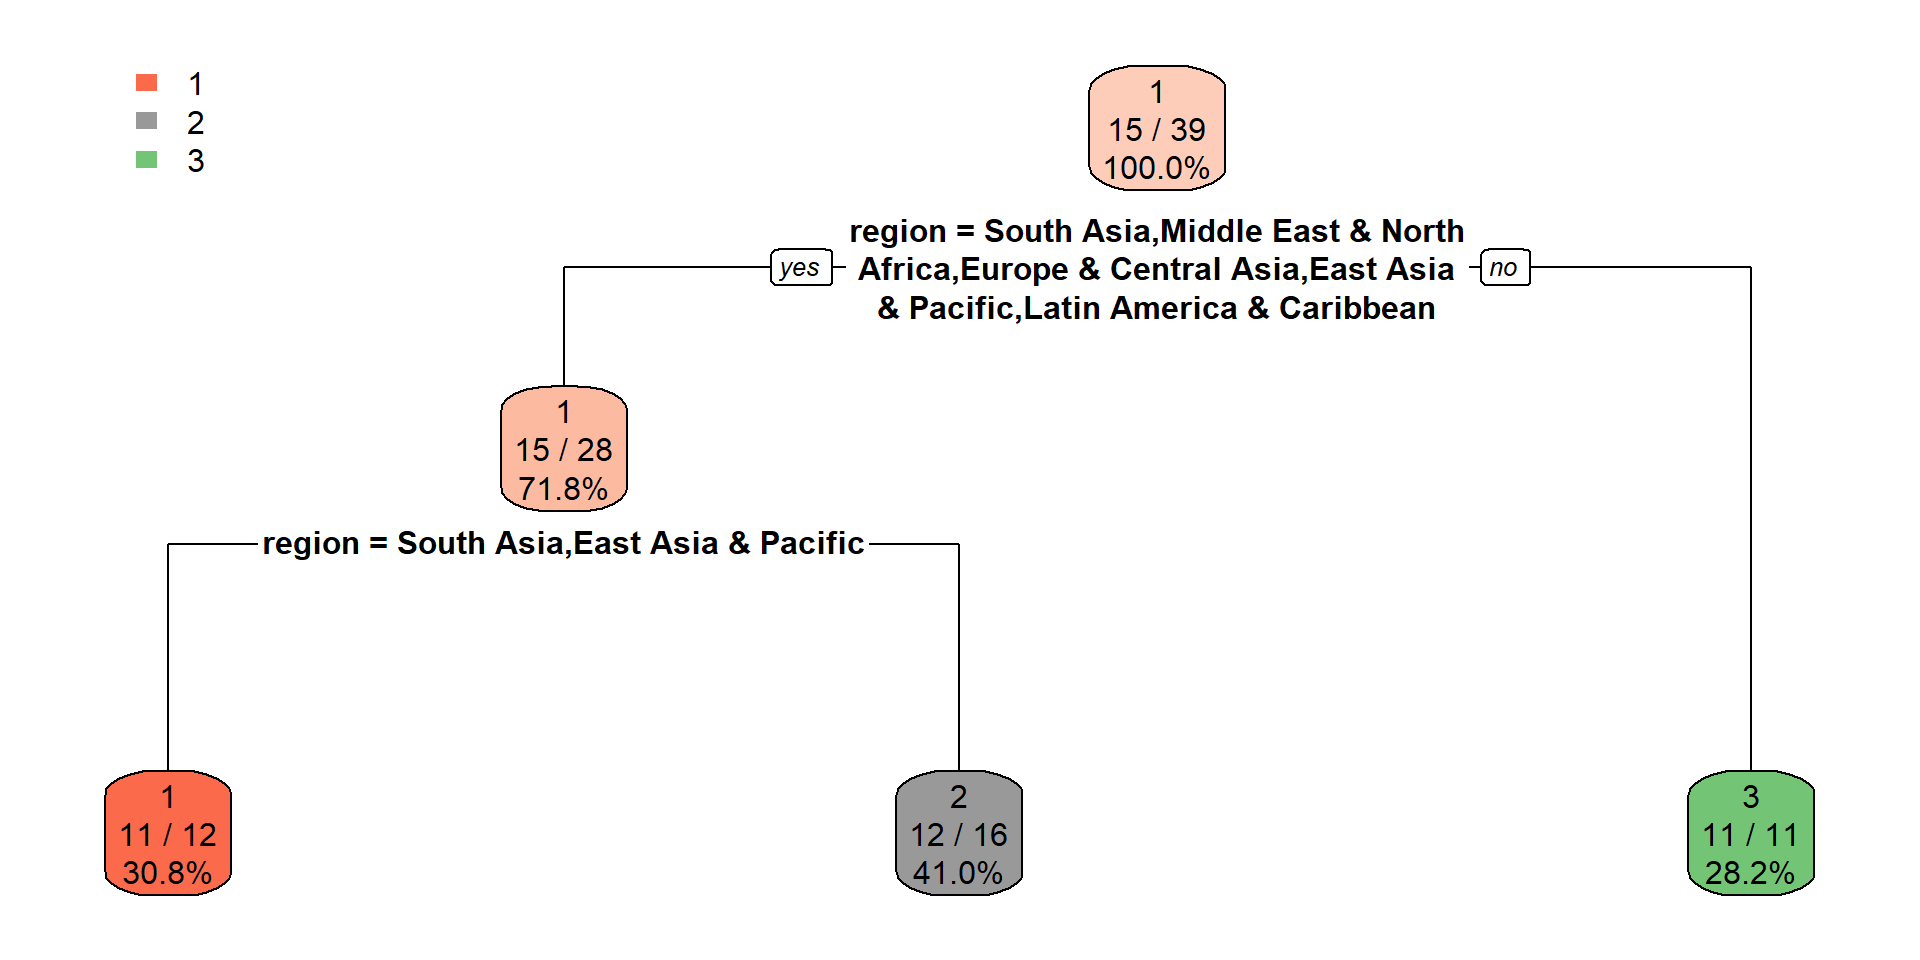 1
2
3
1
15 / 39
100.0%
region = South Asia,Middle East & North
Africa,Europe & Central Asia,East Asia
& Pacific,Latin America & Caribbean
yes
no
1
15 / 28
71.8%
region = South Asia,East Asia & Pacific
1
11 / 12
30.8%
2
12 / 16
41.0%
3
11 / 11
28.2%